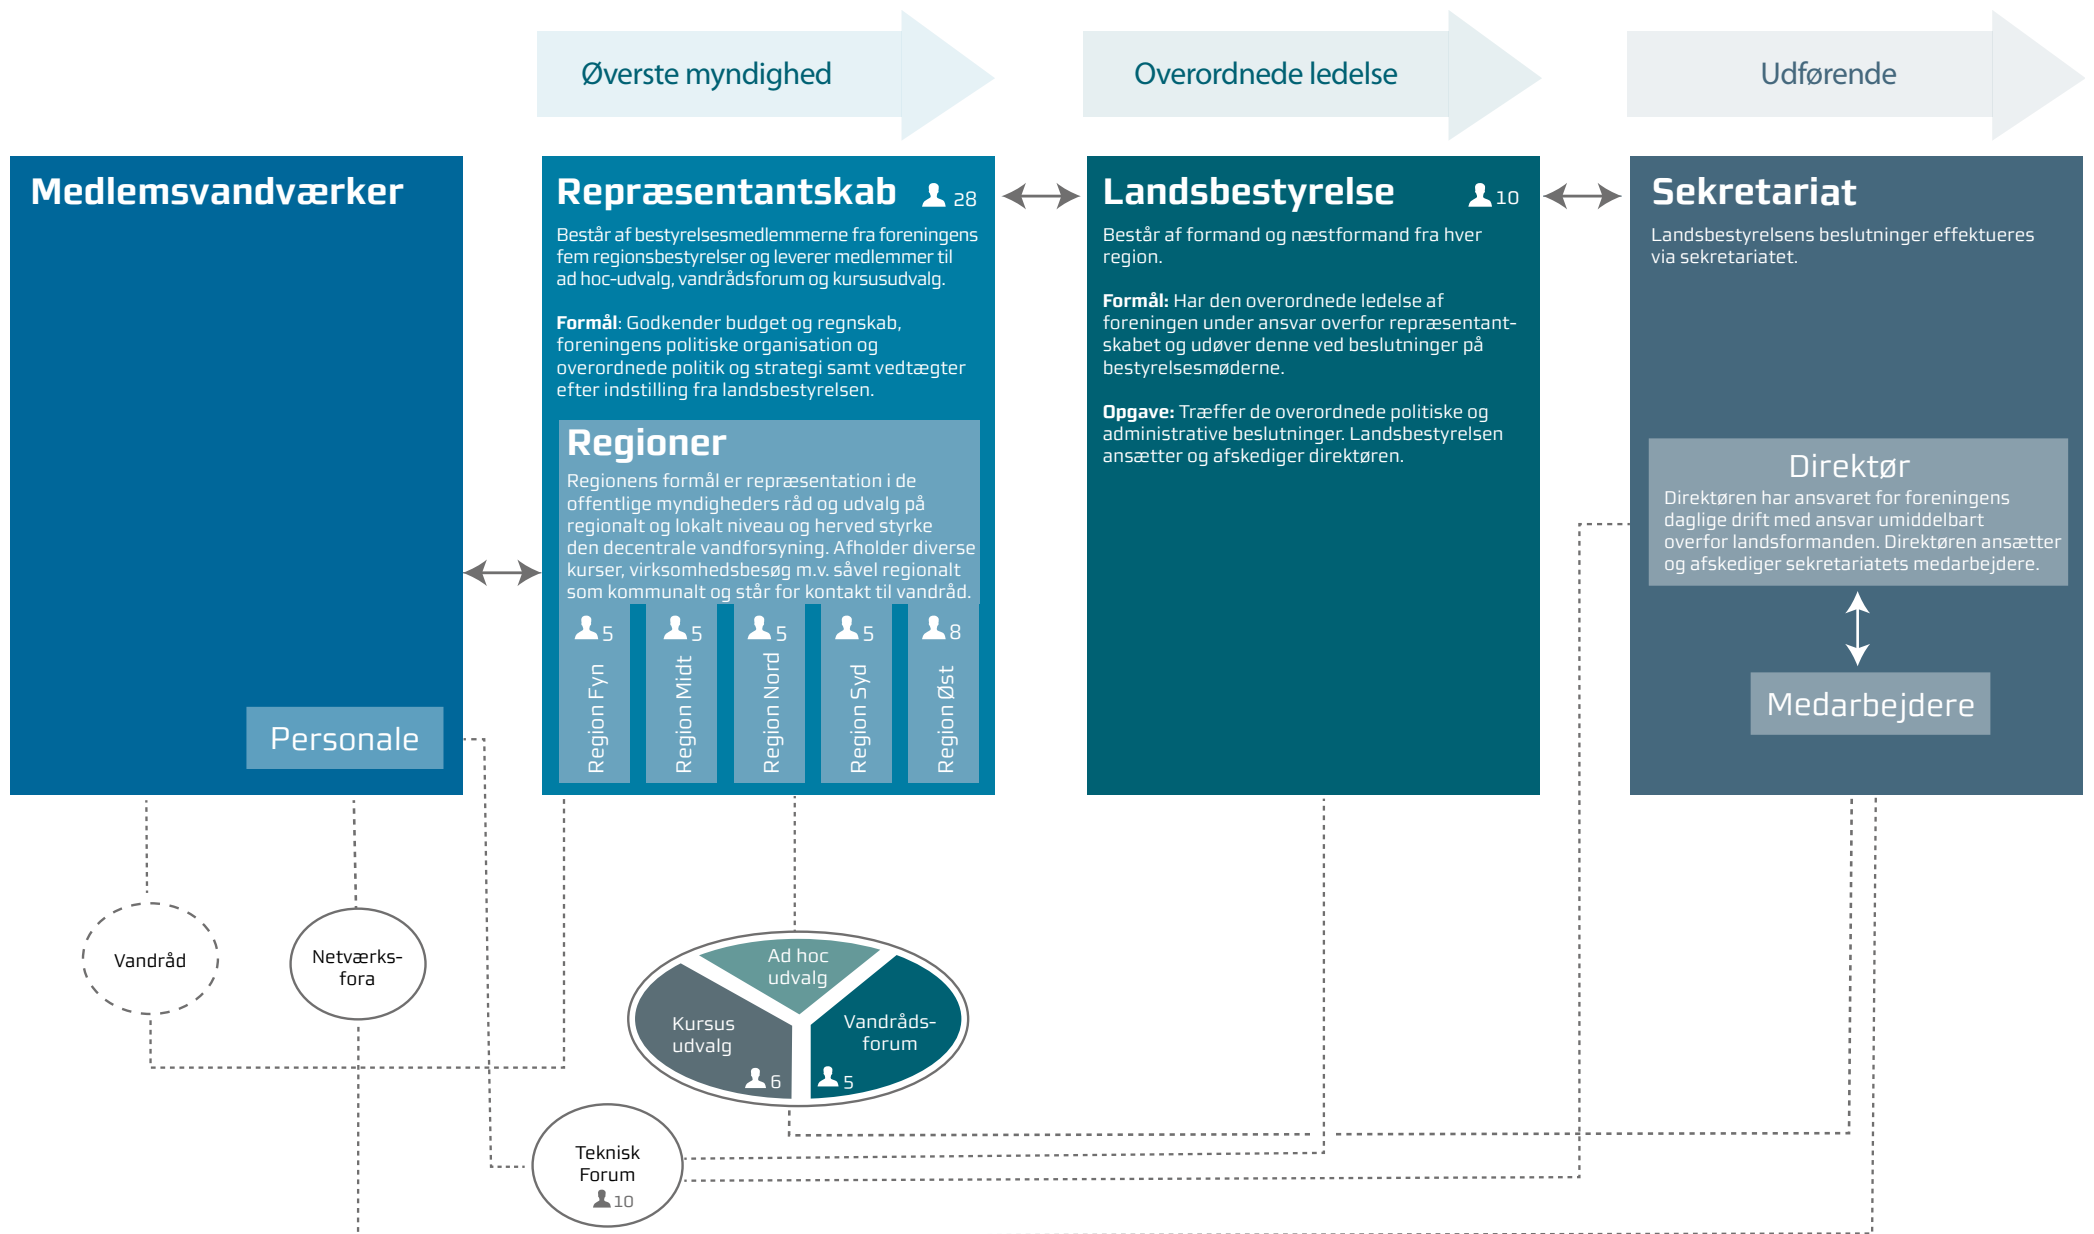 Øverste myndighed
Overordnede ledelse
Udførende
Medlemsvandværker
Personale
Repræsentantskab 28
Består af bestyrelsesmedlemmerne fra foreningens
fem regionsbestyrelser og leverer medlemmer til
ad hoc-udvalg, vandrådsforum og kursusudvalg.
Formål: Godkender budget og regnskab,
foreningens politiske organisation og
overordnede politik og strategi samt vedtægter
efter indstilling fra landsbestyrelsen.
Regioner
Regionens formål er repræsentation i de
offentlige myndigheders råd og udvalg på
regionalt og lokalt niveau og herved styrke
den decentrale vandforsyning. Afholder diverse
kurser, virksomhedsbesøg m.v. såvel regionalt
som kommunalt og står for kontakt til vandråd.
5
Region Fyn
5
Region Midt
5
Region Nord
5
Region Syd
8
Region Øst
Landsbestyrelse 10
Består af formand og næstformand fra hver
region.
Formål: Har den overordnede ledelse af
foreningen under ansvar overfor repræsentant-
skabet og udøver denne ved beslutninger på
bestyrelsesmøderne.
Opgave: Træffer de overordnede politiske og
administrative beslutninger. Landsbestyrelsen
ansætter og afskediger direktøren.
Sekretariat
Landsbestyrelsens beslutninger effektueres
via sekretariatet.
Direktør
Direktøren har ansvaret for foreningens
daglige drift med ansvar umiddelbart
overfor landsformanden. Direktøren ansætter
og afskediger sekretariatets medarbejdere.
Medarbejdere
Vandråd
Netværks-
fora
Ad hoc
udvalg
Kursus
udvalg
6
Vandråds-
forum
5
Teknisk
Forum
10